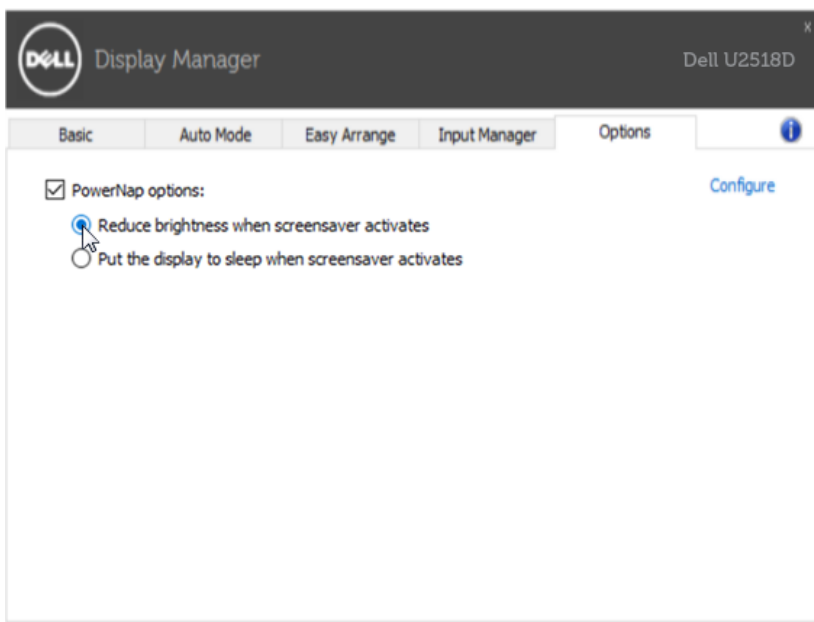 x
DELL Display Manager
Dell U2518D
Basic Auto Mode Easy Arrange Input Manager Options i
PowerNap options:
Configure
Reduce brightness when screensaver activates
Put the display to sleep when screensaver activates